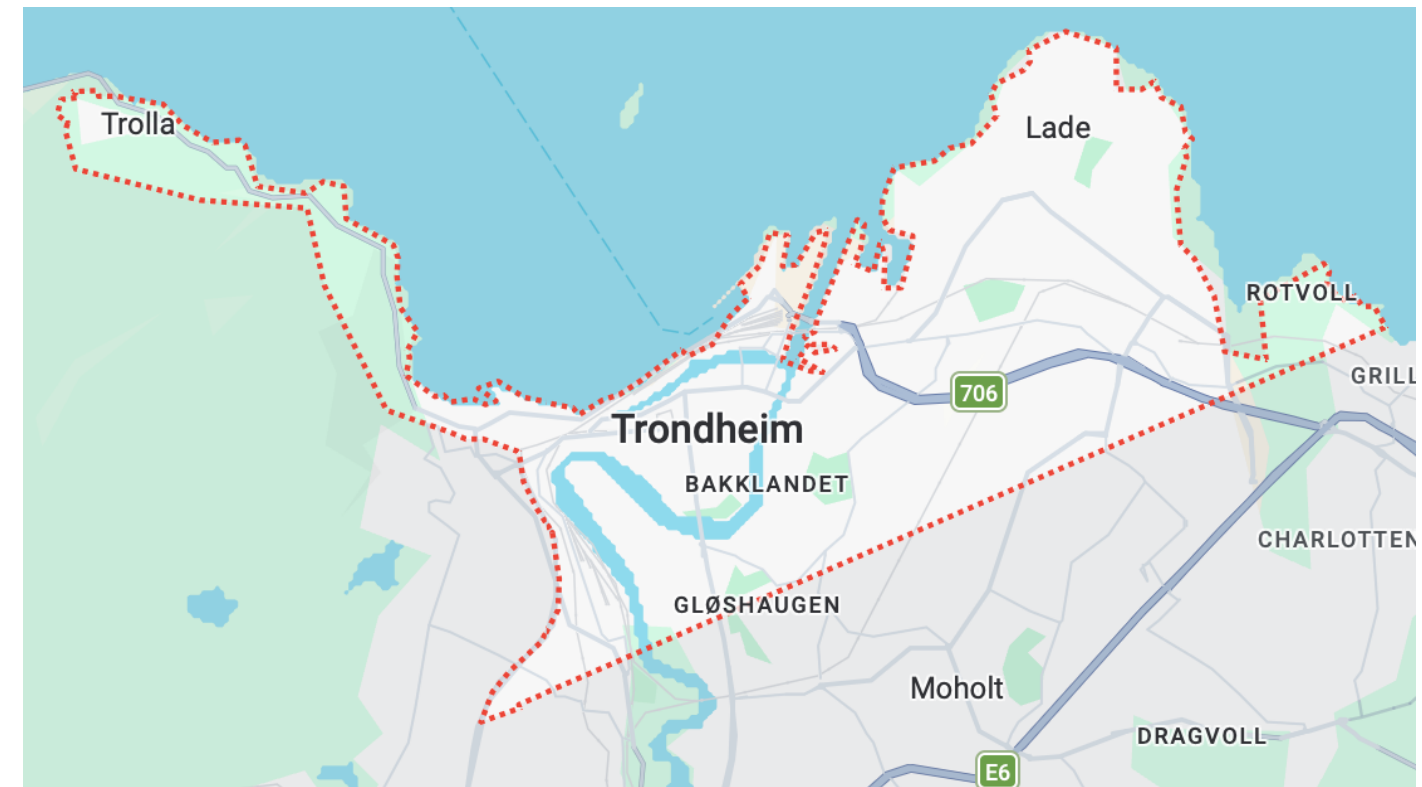 Trolla
Lade
ROTVOLL
GRILL
706
Trondheim
BAKKLANDET
CHARLOTTEN
GLØSHAUGEN
Moholt
DRAGVOLL
E6